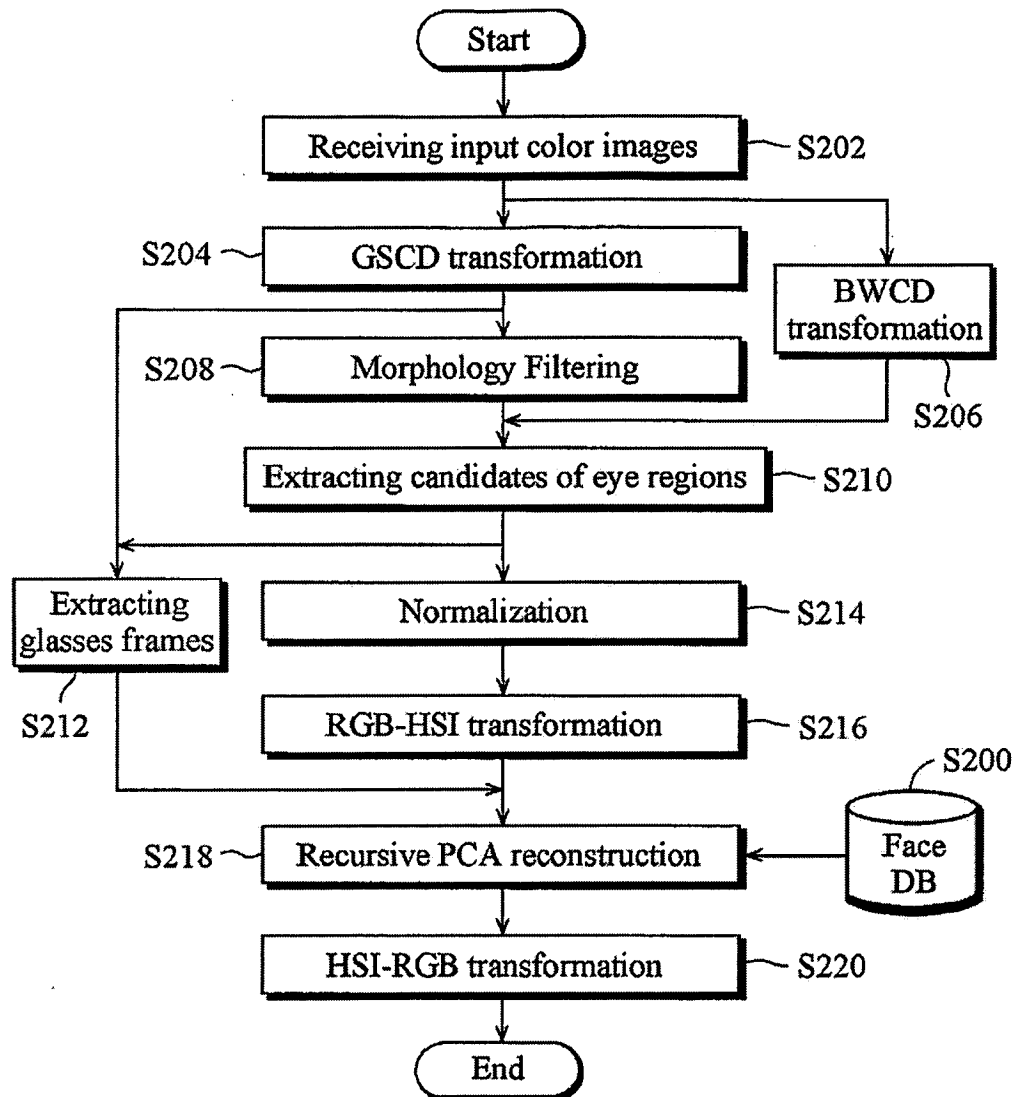 Start
Receiving input color images
S202
S204
GSCD transformation
BWCD
transformation
S206
S208
Morphology Filtering
Extracting candidates of eye regions
S210
Extracting
glasses frames
S212
Normalization
S214
RGB-HSI transformation
S216
S200
Face
DB
S218
Recursive PCA reconstruction
HSI-RGB transformation
S220
End